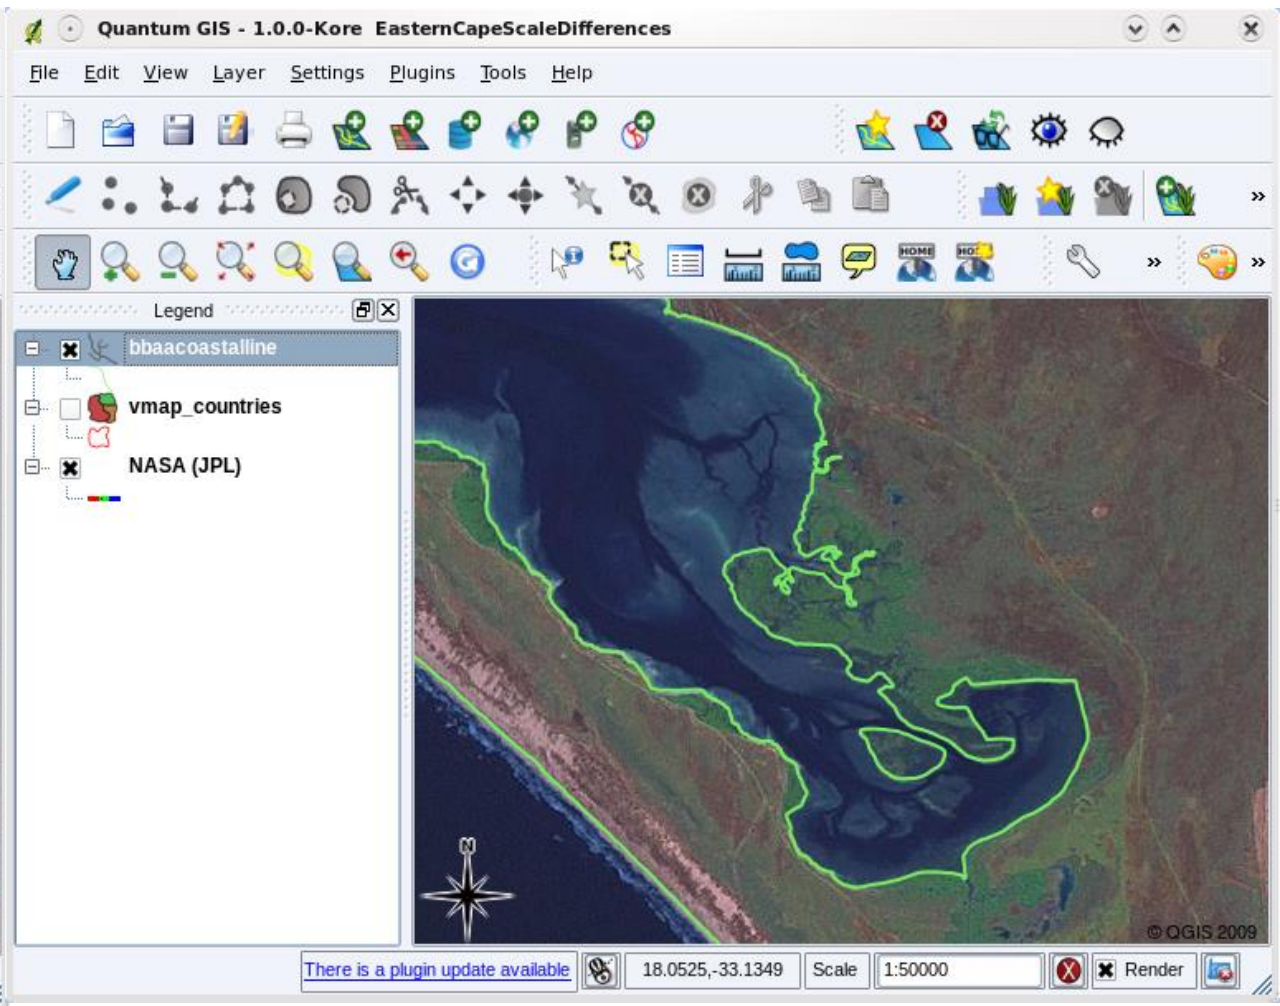 Quantum GIS - 1.0.0-Kore EasternCapeScaleDifferences
File Edit View Layer Settings Plugins Tools Help
HOME
Legend
bbaacoastalline
vmap_countries
NASA (JPL)
N
© QGIS 2009
There is a plugin update available
18.0525,-33.1349
Scale
1:50000
Render